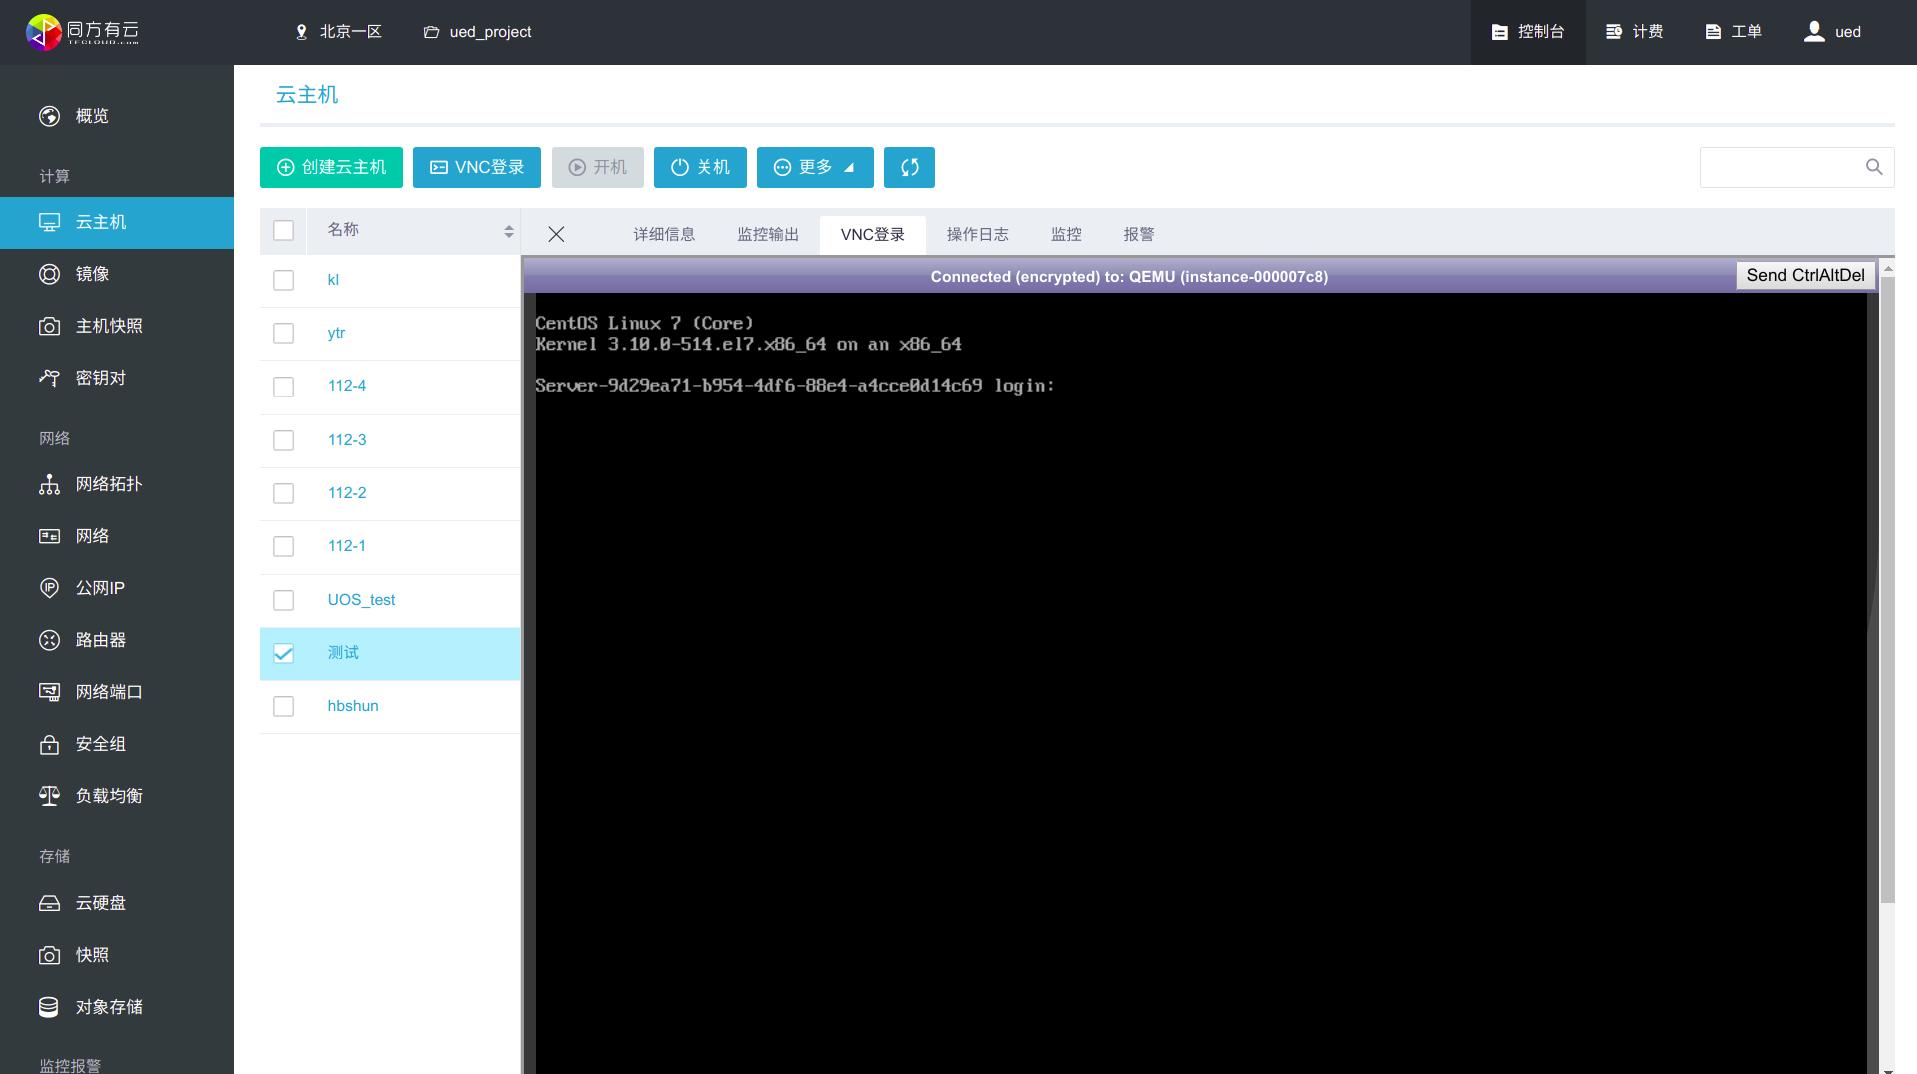 同方有云
TFCLOUD.com
北京一区
ued_project
控制台
计费
工单
ued
概览
计算
云主机
镜像
主机快照
密钥对
网络
网络拓扑
网络
公网IP
路由器
网络端口
安全组
负载均衡
存储
云硬盘
快照
对象存储
监控报警
云主机
创建云主机
VNC登录
开机
关机
更多
名称
kl
ytr
112-4
112-3
112-2
112-1
UOS_test
测试
hbshun
详细信息
监控输出
VNC登录
操作日志
监控
报警
Connected (encrypted) to: QEMU (instance-000007c8)
Send CtrlAltDel
CentOS Linux 7 (Core)
Kernel 3.10.0-514.el7.x86_64 on an x86_64
Server-9d29ea71-b954-4df6-88e4-a4cce0d14c69 login: